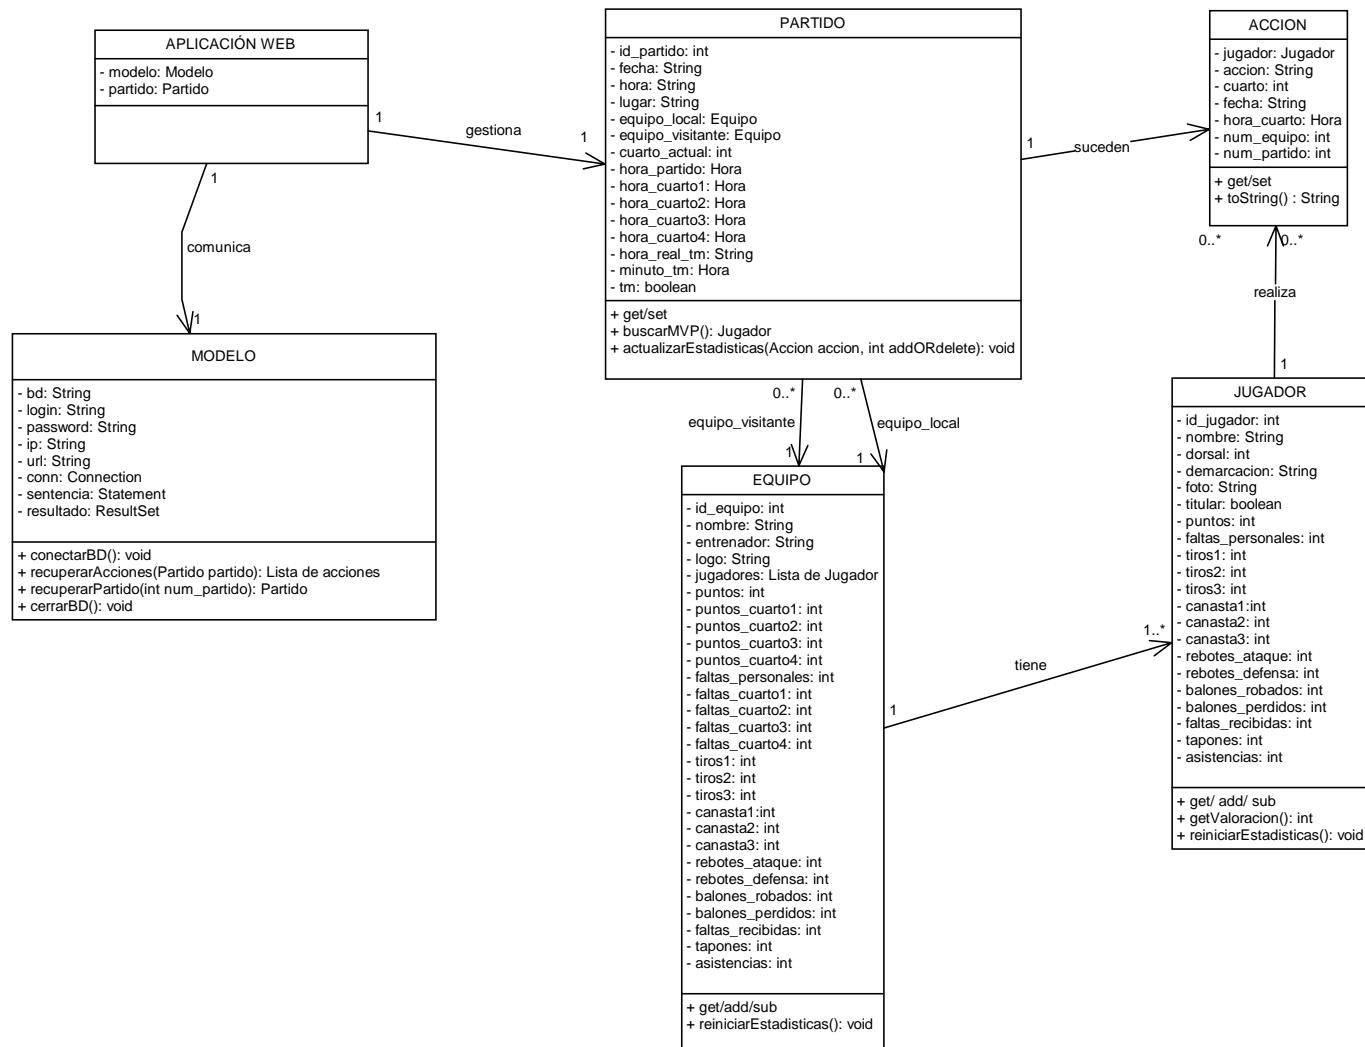 APLICACIÓN WEB
- modelo: Modelo
- partido: Partido
1
gestiona
1
1
comunica
1
MODELO
- bd: String
- login: String
- password: String
- ip: String
- url: String
- conn: Connection
- sentencia: Statement
- resultado: ResultSet
+ conectarBD(): void
+ recuperarAcciones(Partido partido): Lista de acciones
+ recuperarPartido(int num_partido): Partido
+ cerrarBD(): void
PARTIDO
- id_partido: int
- fecha: String
- hora: String
- lugar: String
- equipo_local: Equipo
- equipo_visitante: Equipo
- cuarto_actual: int
- hora_partido: Hora
- hora_cuarto1: Hora
- hora_cuarto2: Hora
- hora_cuarto3: Hora
- hora_cuarto4: Hora
- hora_real_tm: String
- minuto_tm: Hora
- tm: boolean
+ get/set
+ buscarMVP(): Jugador
+ actualizarEstadisticas(Accion accion, int addORdelete): void
1
suceden
0..*
0..*
equipo_visitante
equipo_local
1
1
EQUIPO
- id_equipo: int
- nombre: String
- entrenador: String
- logo: String
- jugadores: Lista de Jugador
- puntos: int
- puntos_cuarto1: int
- puntos_cuarto2: int
- puntos_cuarto3: int
- puntos_cuarto4: int
- faltas_personales: int
- faltas_cuarto1: int
- faltas_cuarto2: int
- faltas_cuarto3: int
- faltas_cuarto4: int
- tiros1: int
- tiros2: int
- tiros3: int
- canasta1:int
- canasta2: int
- canasta3: int
- rebotes_ataque: int
- rebotes_defensa: int
- balones_robados: int
- balones_perdidos: int
- faltas_recibidas: int
- tapones: int
- asistencias: int
+ get/add/sub
+ reiniciarEstadisticas(): void
1
tiene
1..*
ACCION
- jugador: Jugador
- accion: String
- cuarto: int
- fecha: String
- hora_cuarto: Hora
- num_equipo: int
- num_partido: int
+ get/set
+ toString() : String
0..*
0..*
realiza
1
JUGADOR
- id_jugador: int
- nombre: String
- dorsal: int
- demarcacion: String
- foto: String
- titular: boolean
- puntos: int
- faltas_personales: int
- tiros1: int
- tiros2: int
- tiros3: int
- canasta1:int
- canasta2: int
- canasta3: int
- rebotes_ataque: int
- rebotes_defensa: int
- balones_robados: int
- balones_perdidos: int
- faltas_recibidas: int
- tapones: int
- asistencias: int
+ get/ add/ sub
+ getValoracion(): int
+ reiniciarEstadisticas(): void